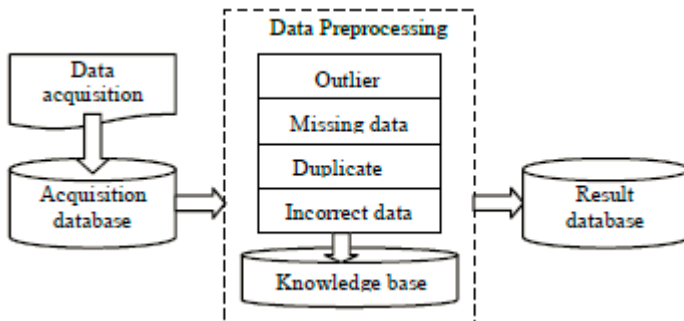 Data Preprocessing
Data
acquisition
Acquisition
database
Outlier
Missing data
Duplicate
Incorrect data
Knowledge base
Result
database